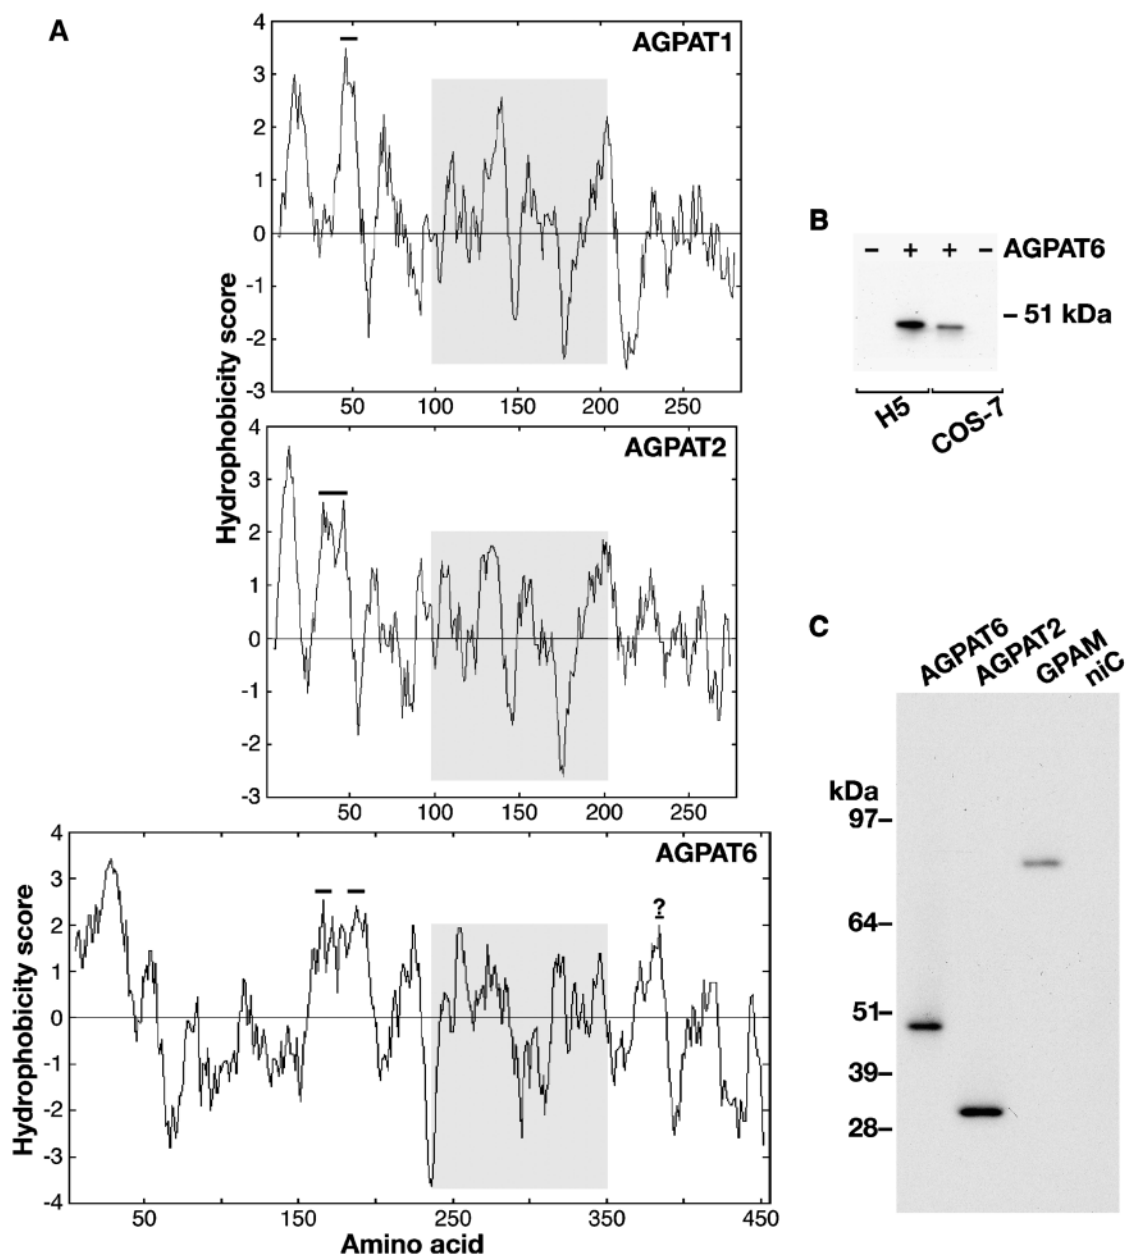 A
AGPAT1
4
3
2
1
0
-1
-2
-3
50 100 150 200 250
Hydrophobicity score
AGPAT2
4
3
2
1
0
-1
-2
-3
50 100 150 200 250
AGPAT6
?
4
3
2
1
0
-1
-2
-3
-4
50 150 250 350 450
Hydrophobicity score
Amino acid
B
– + + – AGPAT6
– 51 kDa
H5 COS-7
C
AGPAT6 AGPAT2 GPAM niC
kDa
97–
64–
51–
39–
28–